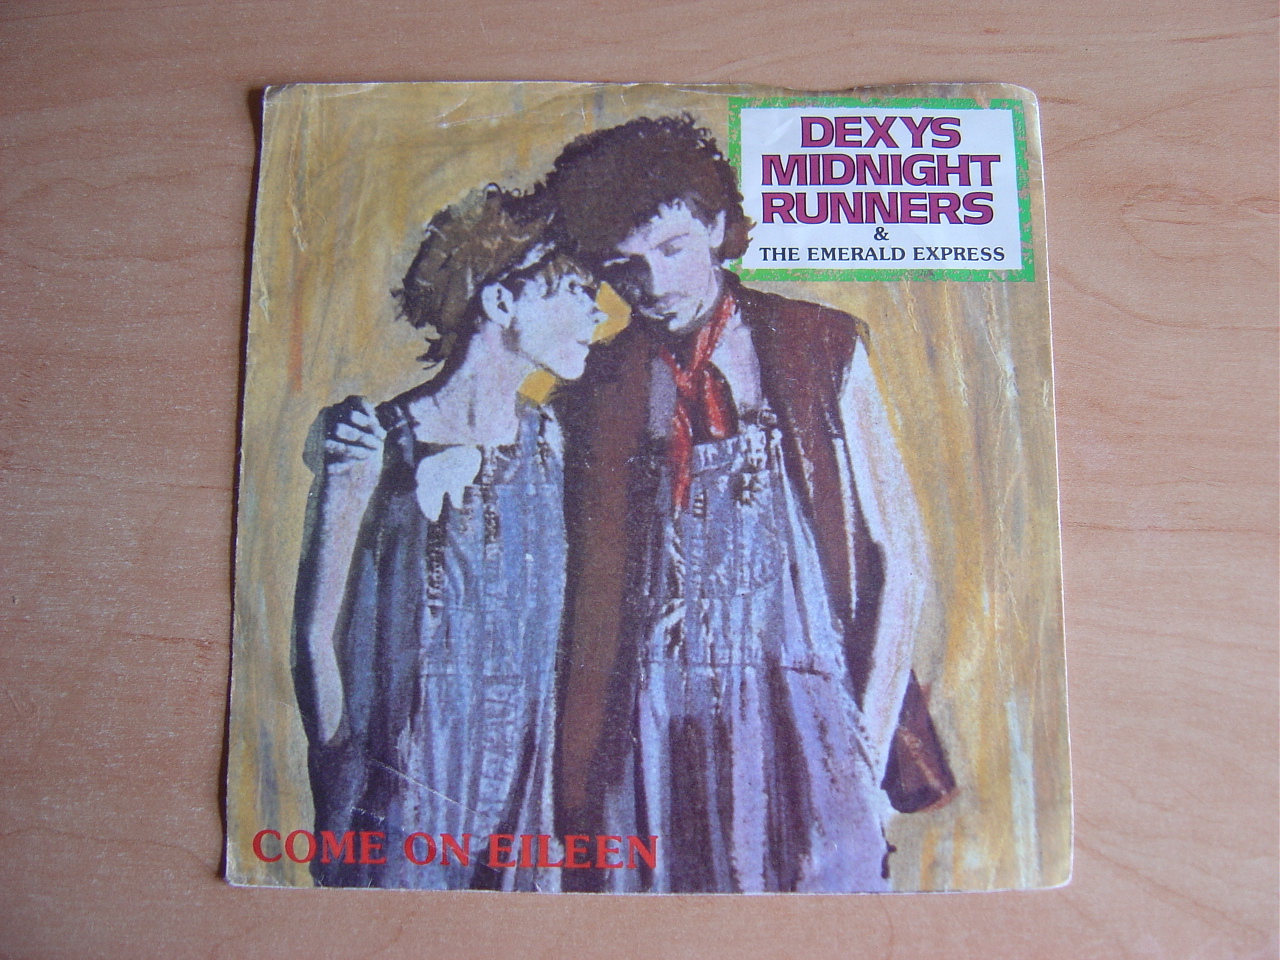 DEXYS
MIDNIGHT
RUNNERS
&
THE EMERALD EXPRESS
COME ON EILEEN